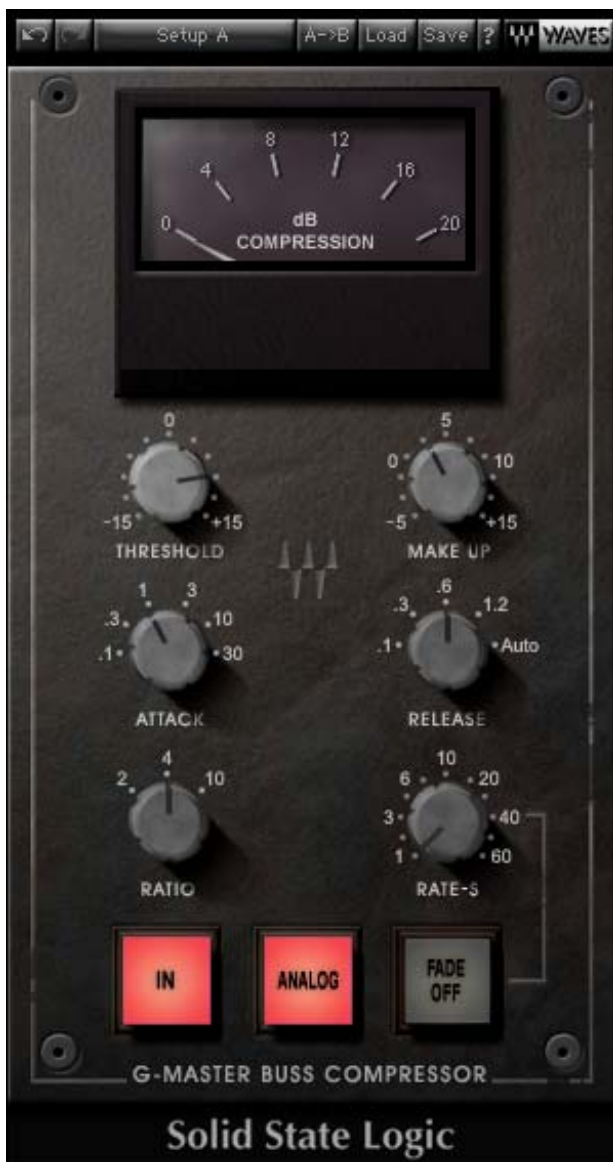 Setup A A->B Load Save ? WAVES
8 12
4 16
0 20
dB
COMPRESSION
0 5
0 10
-15 +15 -5 +15
THRESHOLD MAKE UP
1 3 .6
.3 10 .3 1.2
.1 30 .1 Auto
ATTACK RELEASE
4 10
2 10 6 20
3 40
1 60
RATIO RATE-S
IN ANALOG FADE
OFF
G-MASTER BUSS COMPRESSOR
Solid State Logic